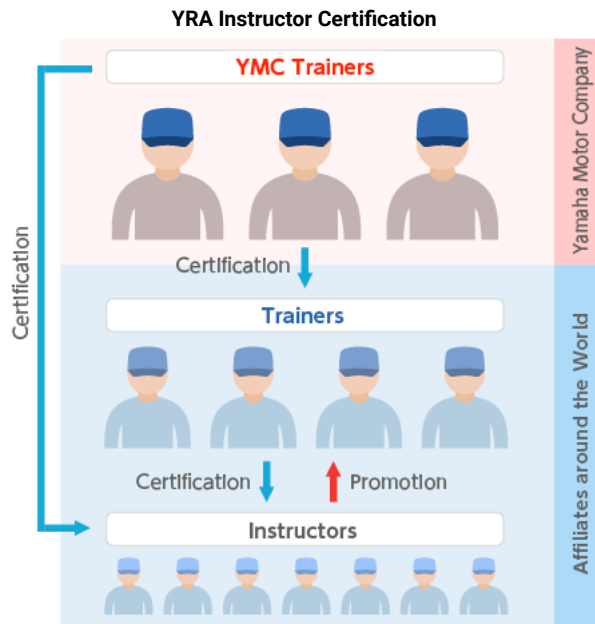 YRA Instructor Certification
YMC Trainers
Yamaha Motor Company
Certification
Certification
Trainers
Affiliates around the World
Certification
Promotion
Instructors